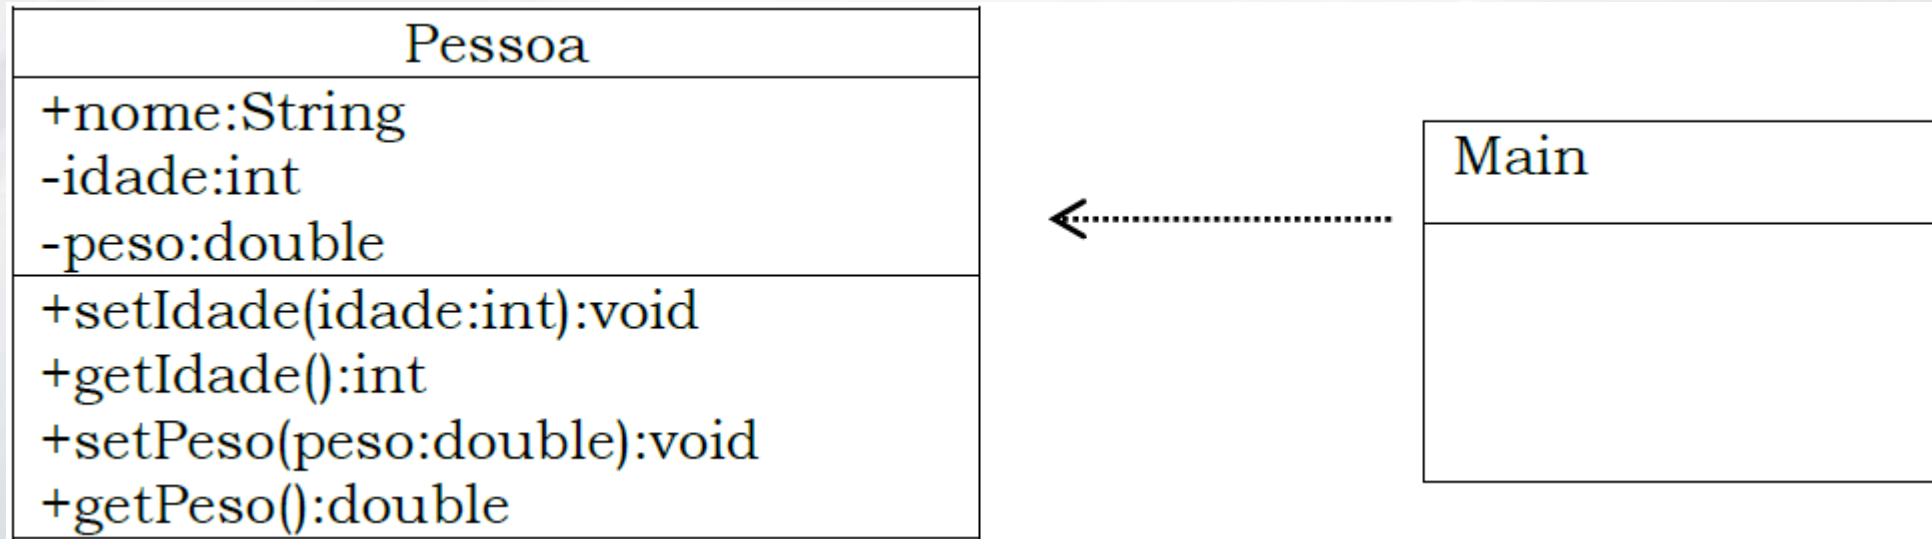 Pessoa
+nome:String
-idade:int
-peso:double
+setIdade(idade:int):void
+getIdade():int
+setPeso(peso:double):void
+getPeso():double
Main